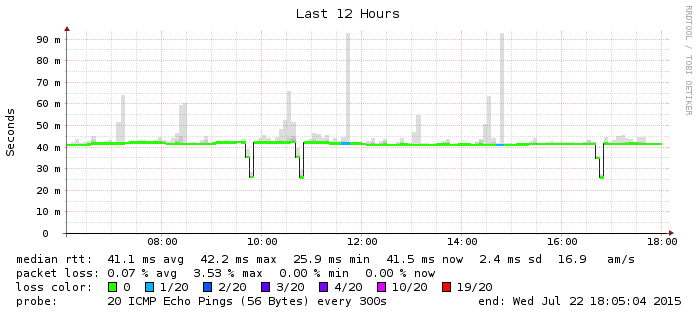 Last 12 Hours
RRDTOOL / TOBI OETIKER
Seconds
90 m
80 m
70 m
60 m
50 m
40 m
30 m
20 m
10 m
0
08:00 10:00 12:00 14:00 16:00 18:00
median rtt: 41.1 ms avg 42.2 ms max 25.9 ms min 41.5 ms now 2.4 ms sd 16.9 am/s
packet loss: 0.07 % avg 3.53 % max 0.00 % min 0.00 % now
loss color: 0 1/20 2/20 3/20 4/20 10/20 19/20
probe: 20 ICMP Echo Pings (56 Bytes) every 300s end: Wed Jul 22 18:05:04 2015